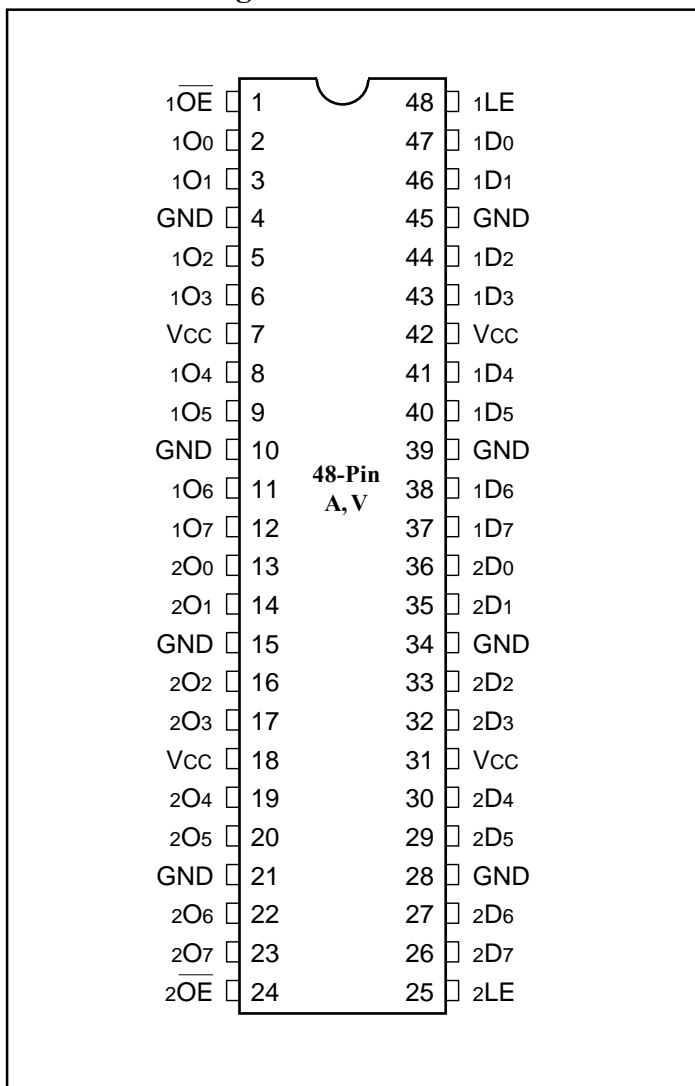 1O̅E̅ 1 48 1LE
1O0 2 47 1D0
1O1 3 46 1D1
GND 4 45 GND
1O2 5 44 1D2
1O3 6 43 1D3
VCC 7 42 VCC
1O4 8 41 1D4
1O5 9 40 1D5
GND 10 39 GND
48-Pin
1O6 11 38 1D6
A, V
1O7 12 37 1D7
2O0 13 36 2D0
2O1 14 35 2D1
GND 15 34 GND
2O2 16 33 2D2
2O3 17 32 2D3
VCC 18 31 VCC
2O4 19 30 2D4
2O5 20 29 2D5
GND 21 28 GND
2O6 22 27 2D6
2O7 23 26 2D7
2O̅E̅ 24 25 2LE